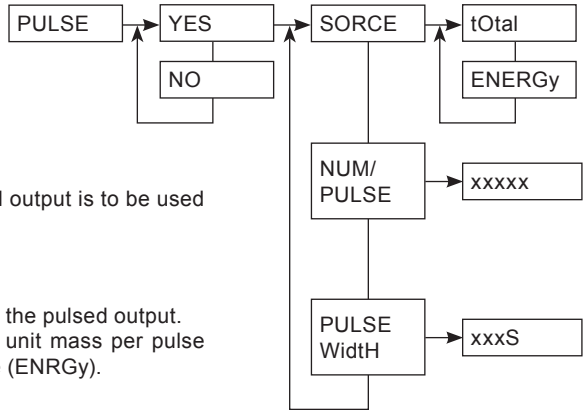 PULSE
YES
NO
SORCE
tOtal
ENERGy
NUM/
PULSE
xxxxx
PULSE
WidtH
xxxS
output is to be used
the pulsed output.
unit mass per pulse
(ENRGy).